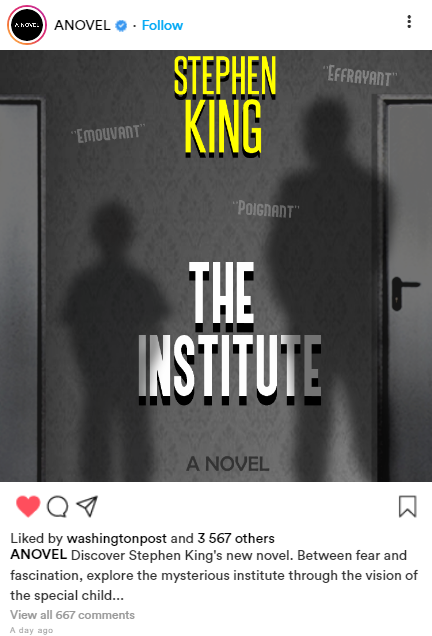 A NOVEL
ANOVEL · Follow
STEPHEN
KING
"Effrayant"
"Emouvant"
"Poignant"
THE
INSTITUTE
A NOVEL
Liked by washingtonpost and 3 567 others
ANOVEL Discover Stephen King's new novel. Between fear and
fascination, explore the mysterious institute through the vision of
the special child...
View all 667 comments
A day ago